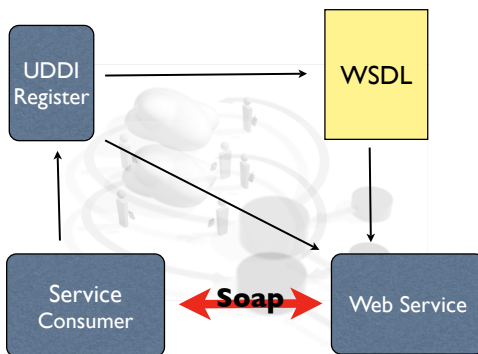 UDDI
Register
WSDL
Service
Consumer
Soap
Web Service